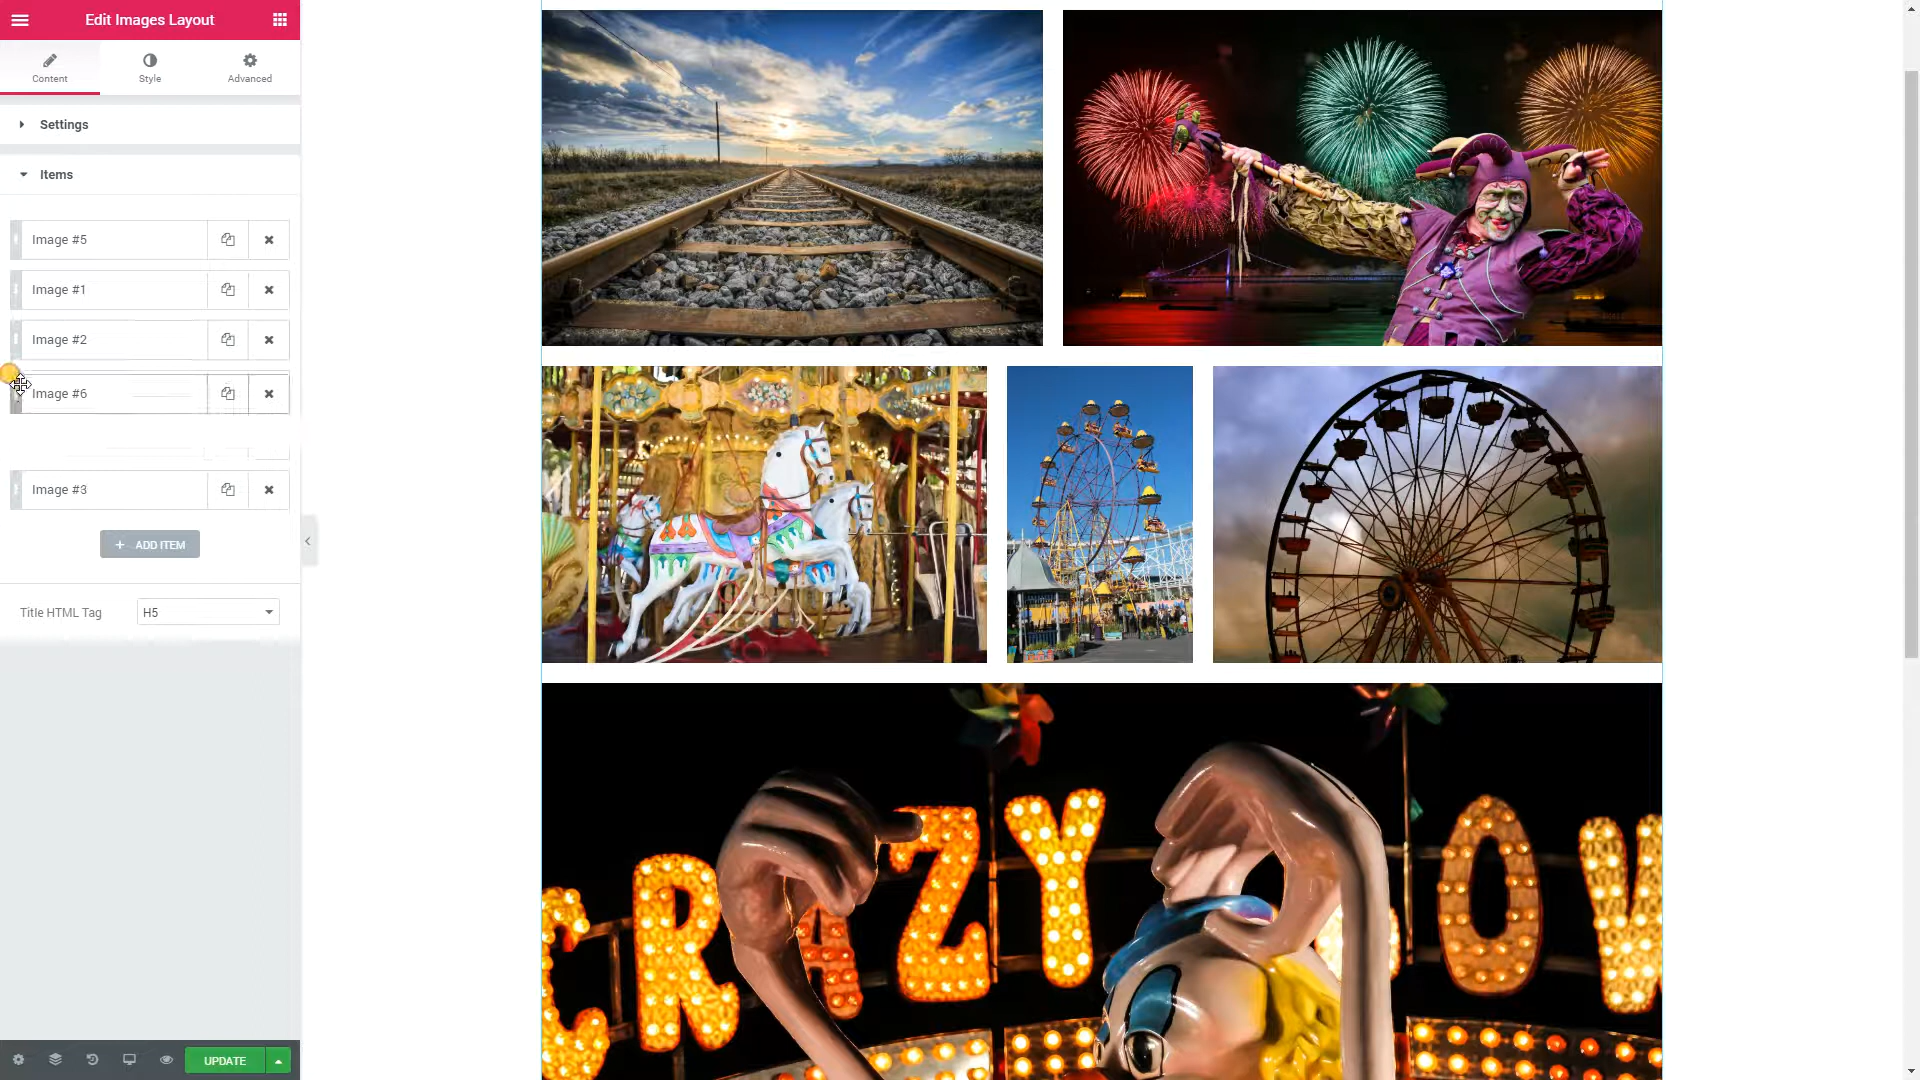 Edit Images Layout
Content
Style
Advanced
Settings
Items
Image #5
Image #1
Image #2
Image #6
Image #3
ADD ITEM
Title HTML Tag
H5
UPDATE
CRAZY
OW